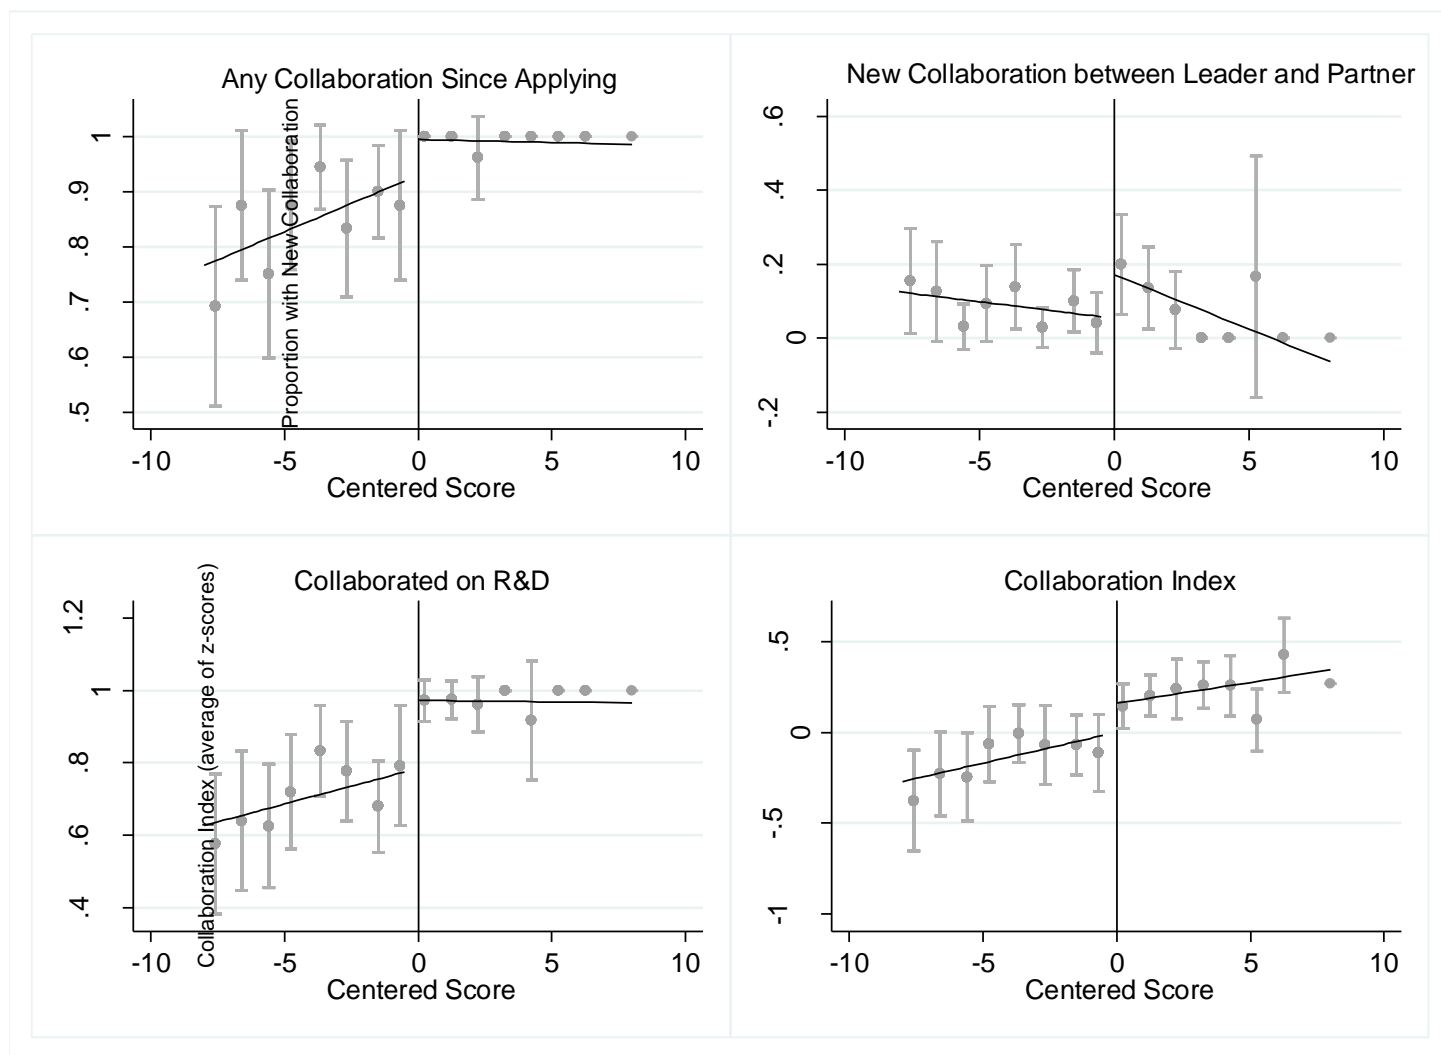 Any Collaboration Since Applying
Proportion with New Collaboration
1
.9
.8
.7
.6
.5
-10 -5 0 5 10
Centered Score
New Collaboration between Leader and Partner
.6
.4
.2
0
-.2
-10 -5 0 5 10
Centered Score
Collaborated on R&D
Collaboration Index (average of z-scores)
1.2
1
.8
.6
.4
-10 -5 0 5 10
Centered Score
Collaboration Index
.5
0
-.5
-1
-10 -5 0 5 10
Centered Score